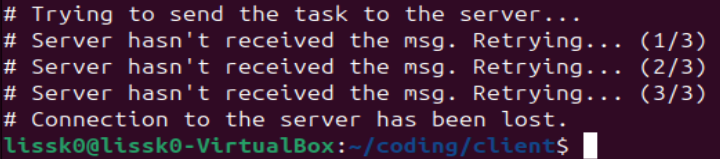 # Trying to send the task to the server...
# Server hasn't received the msg. Retrying... (1/3)
# Server hasn't received the msg. Retrying... (2/3)
# Server hasn't received the msg. Retrying... (3/3)
# Connection to the server has been lost.
lissk0@lissk0-VirtualBox:~/coding/client$